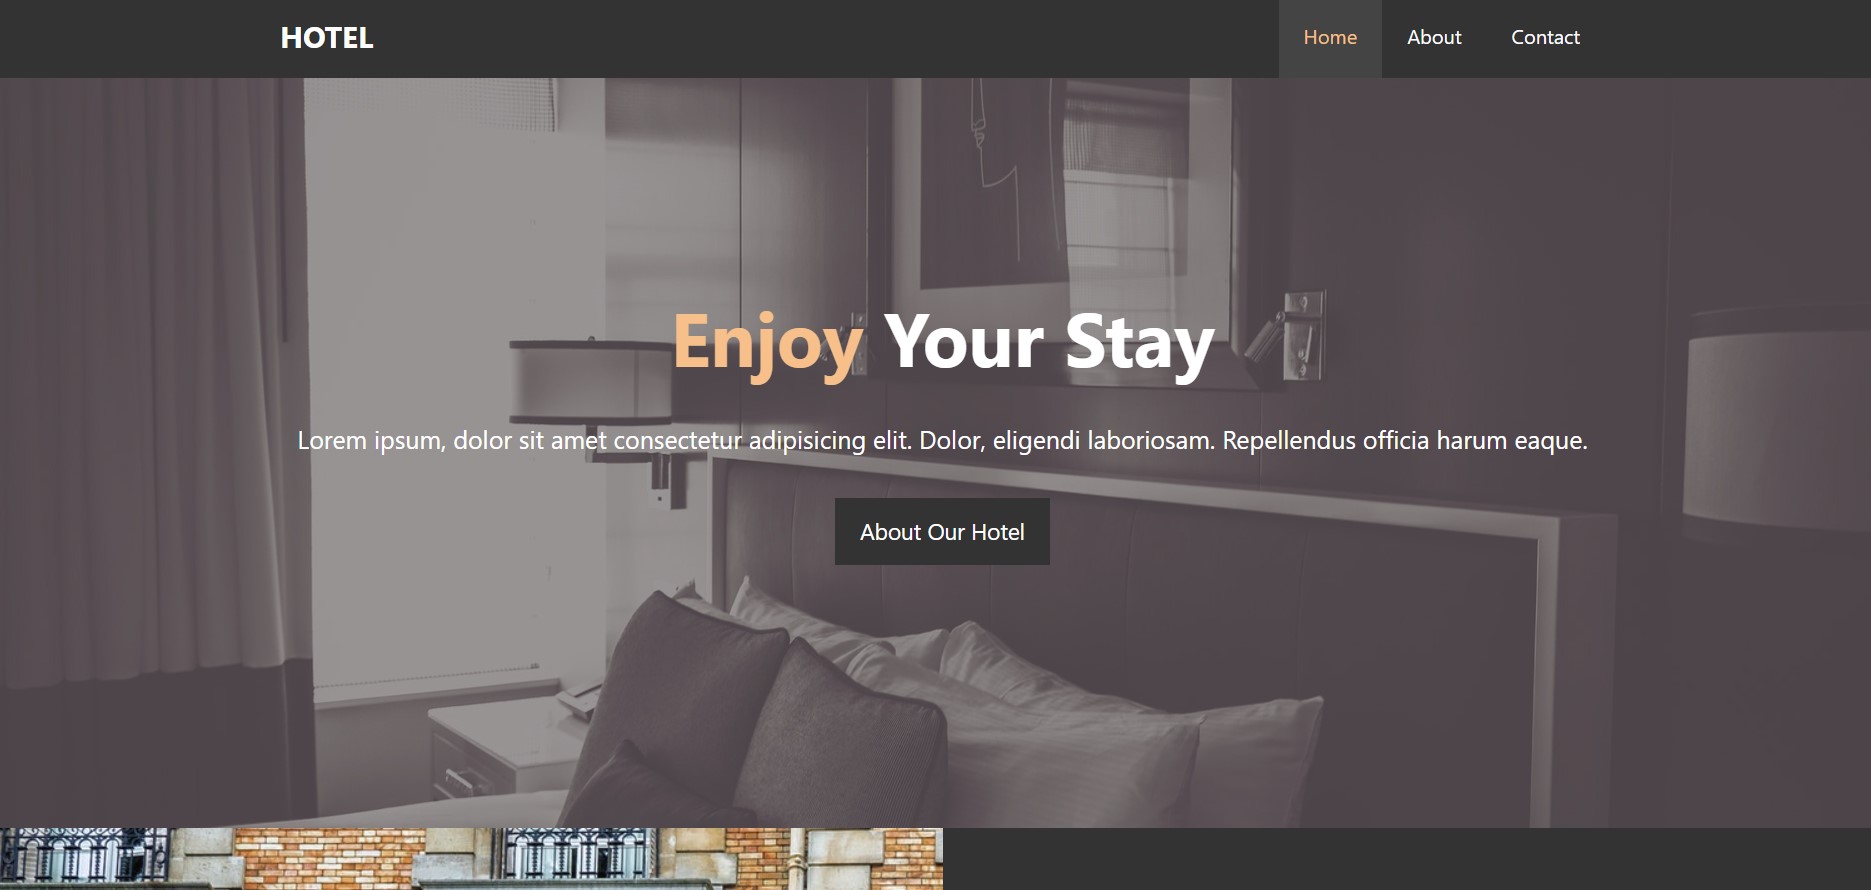 HOTEL
Home About Contact
Enjoy Your Stay
Lorem ipsum, dolor sit amet consectetur adipisicing elit. Dolor, eligendi laboriosam. Repellendus officia harum eaque.
About Our Hotel